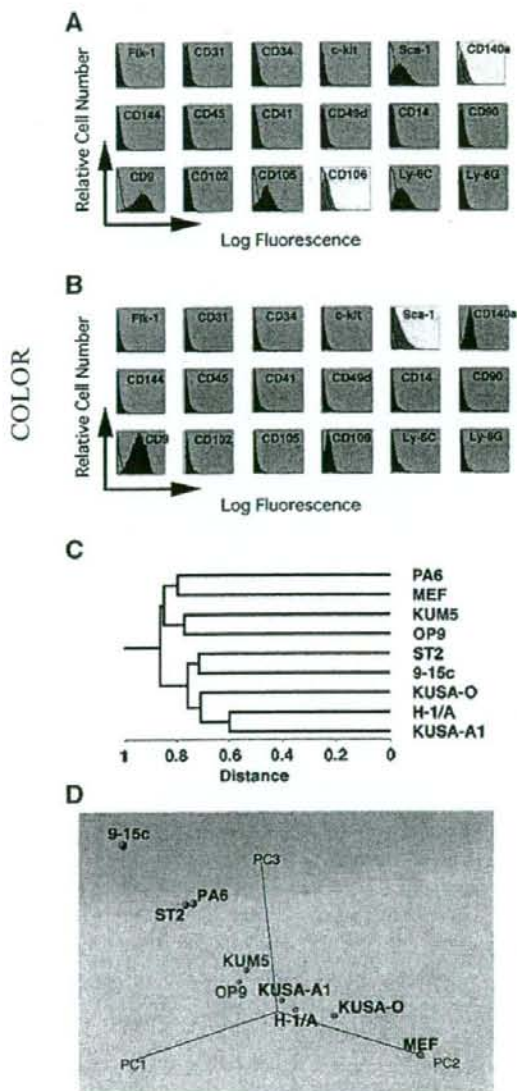 A
Relative Cell Number
Flk-1 CD31 CD34 c-kit Sca-1 CD140a
CD144 CD45 CD41 CD49d CD14 CD90
CD9 CD102 CD105 CD106 Ly-6C Ly-6G
Log Fluorescence
B
COLOR
Relative Cell Number
Flk-1 CD31 CD34 c-kit Sca-1 CD140a
CD144 CD45 CD41 CD49d CD14 CD90
CD9 CD102 CD105 CD106 Ly-6C Ly-6G
Log Fluorescence
C
PA6
MEF
KUM5
OP9
ST2
9-15c
KUSA-O
H-1/A
KUSA-A1
1 0.8 0.6 0.4 0.2 0
Distance
D
9-15c
PC3
PA6
ST2
KUM5
OP9
KUSA-A1
KUSA-O
H-1/A
MEF
PC1
PC2